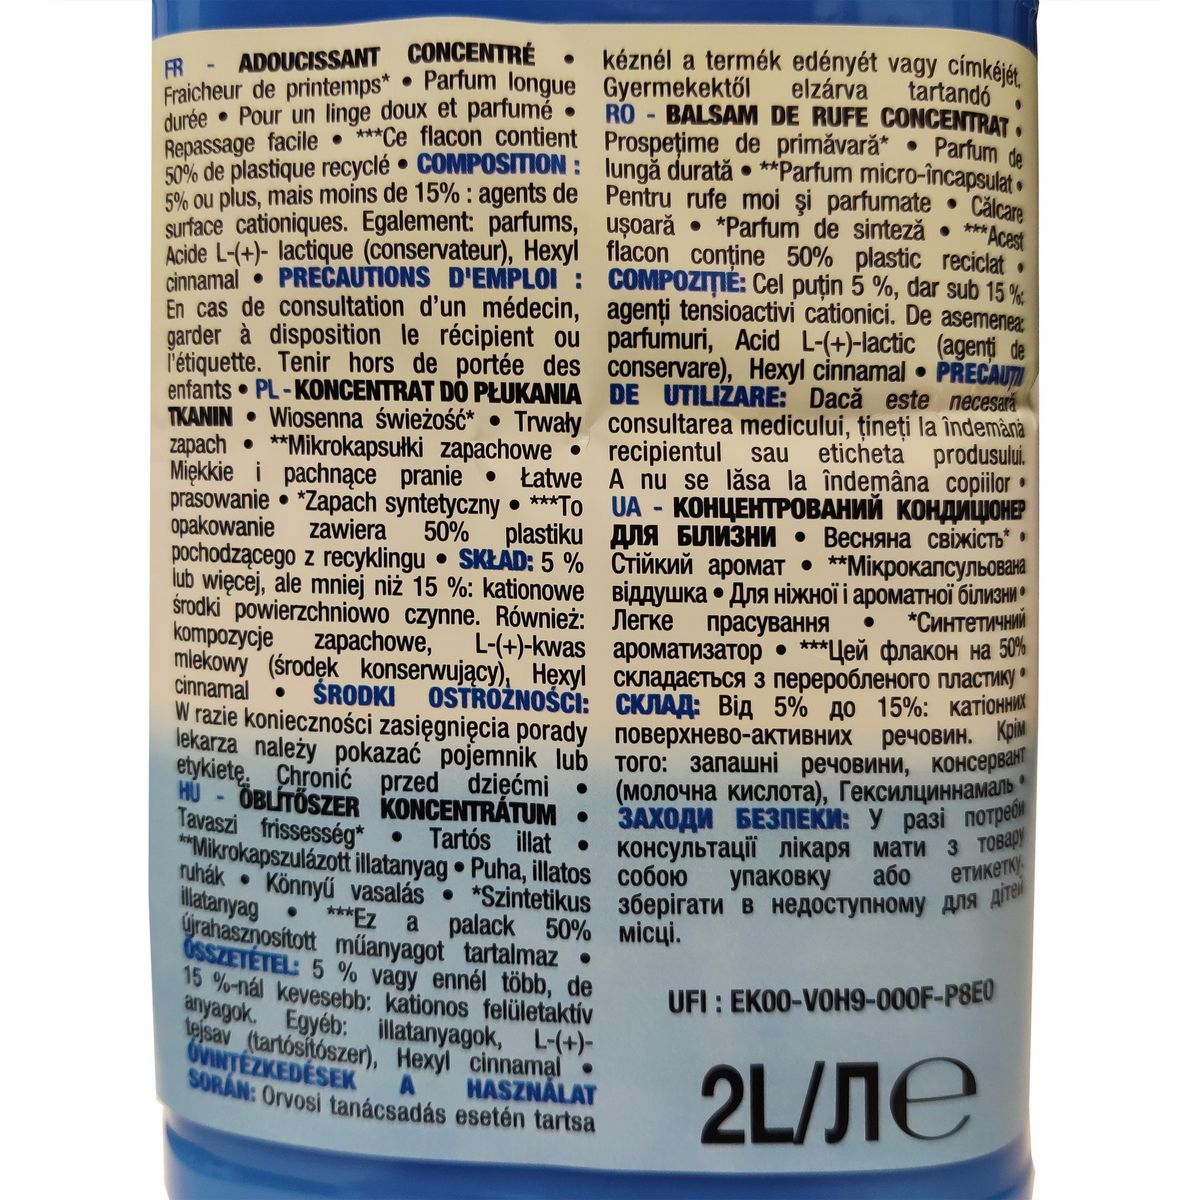 FR - ADOUCISSANT CONCENTRÉ •
Fraicheur de printemps* • Parfum longue
durée • Pour un linge doux et parfumé •
Repassage facile • ***Ce flacon contient
50% de plastique recyclé • COMPOSITION :
5% ou plus, mais moins de 15% : agents de
surface cationiques. Egalement: parfums,
Acide L-(+)- lactique (conservateur), Hexyl
cinnamal • PRECAUTIONS D'EMPLOI :
En cas de consultation d'un médecin,
garder à disposition le récipient ou
l'étiquette. Tenir hors de portée des
enfants • PL - KONCENTRAT DO PŁUKANIA
TKANIN • Wiosenna świeżość* • Trwały
zapach • **Mikrokapsułki zapachowe •
Miękkie i pachnące pranie • Łatwe
prasowanie • *Zapach syntetyczny • ***To
opakowanie zawiera 50% plastiku
pochodzącego z recyklingu • SKŁAD: 5 %
lub więcej, ale mniej niż 15 %: kationowe
środki powierzchniowo czynne. Również:
kompozycje zapachowe, L-(+)-kwas
mlekowy (środek konserwujący), Hexyl
cinnamal • ŚRODKI OSTROŻNOŚCI:
W razie konieczności zasięgnięcia porady
lekarza należy pokazać pojemnik lub
etykietę. Chronić przed dziećmi •
HU - ÖBLÍTŐSZER KONCENTRÁTUM •
Tavaszi frissesség* • Tartós illat •
**Mikrokapszulázott illatanyag • Puha, illatos
ruhák • Könnyű vasalás • *Szintetikus
illatanyag • ***Ez a palack 50%
újrahasznosított műanyagot tartalmaz •
ÖSSZETÉTEL: 5 % vagy ennél több, de
15 %-nál kevesebb: kationos felületaktív
anyagok. Egyéb: illatanyagok, L-(+)-
tejsav (tartósítószer), Hexyl cinnamal •
ÓVINTÉZKEDÉSEK A HASZNÁLAT
SORÁN: Orvosi tanácsadás esetén tartsa
kéznél a termék edényét vagy címkéjét.
Gyermekektől elzárva tartandó •
RO - BALSAM DE RUFE CONCENTRAT •
Prospețime de primăvară* • Parfum de
lungă durată • **Parfum micro-încapsulat •
Pentru rufe moi și parfumate • Călcare
ușoară • *Parfum de sinteză • ***Acest
flacon conține 50% plastic reciclat •
COMPOZIȚIE: Cel puțin 5 %, dar sub 15 %:
agenți tensioactivi cationici. De asemenea:
parfumuri, Acid L-(+)-lactic (agenți de
conservare), Hexyl cinnamal • PRECAUȚII
DE UTILIZARE: Dacă este necesară
consultarea medicului, țineți la îndemână
recipientul sau eticheta produsului.
A nu se lăsa la îndemâna copiilor •
UA - КОНЦЕНТРОВАНИЙ КОНДИЦІОНЕР
ДЛЯ БІЛИЗНИ • Весняна свіжість* •
Стійкий аромат • **Мікрокапсульована
віддушка • Для ніжної і ароматної білизни •
Легке прасування • *Синтетичний
ароматизатор • ***Цей флакон на 50%
складається з переробленого пластику •
СКЛАД: Від 5% до 15%: катіонних
поверхнево-активних речовин. Крім
того: запашні речовини, консервант
(молочна кислота), Гексилциннамаль •
ЗАХОДИ БЕЗПЕКИ: У разі потреби
консультації лікаря мати з товару
собою упаковку або етикетку.
зберігати в недоступному для дітей
місці.
UFI : EK00-V0H9-000F-P8E0
2L/Л℮